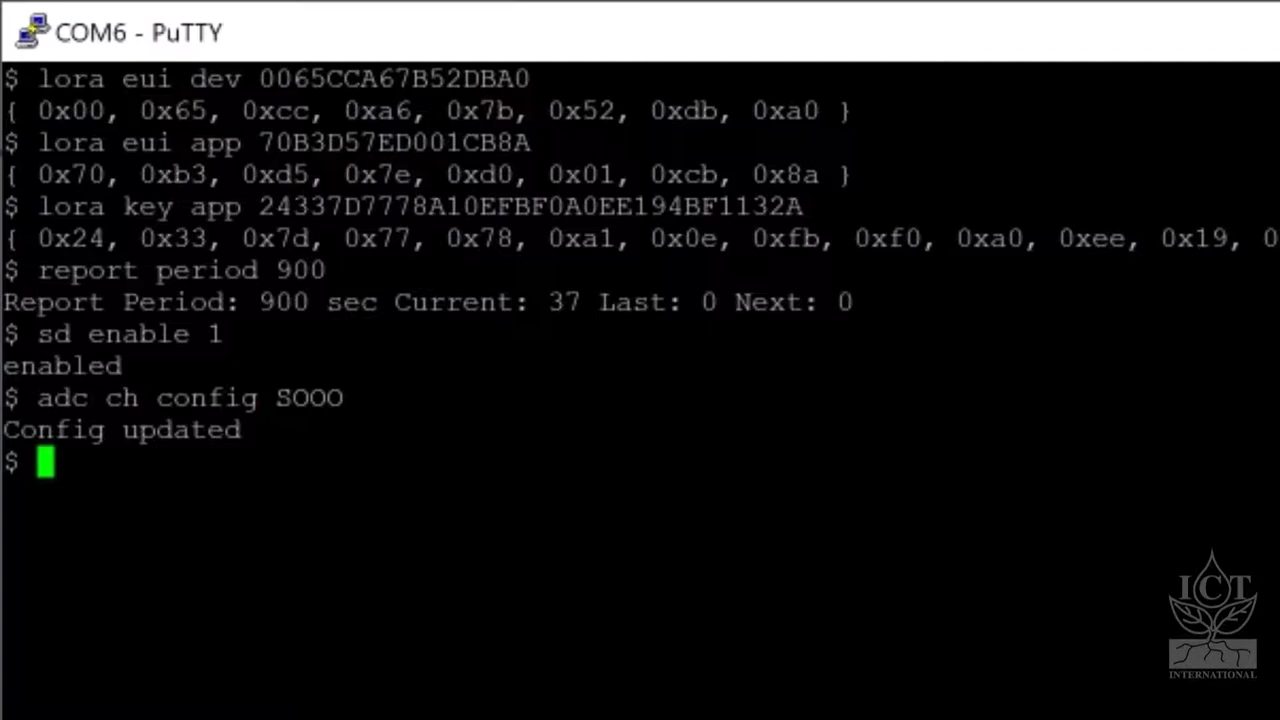 COM6 - PuTTY
$ lora eui dev 0065CCA67B52DBA0
{ 0x00, 0x65, 0xcc, 0xa6, 0x7b, 0x52, 0xdb, 0xa0 }
$ lora eui app 70B3D57ED001CB8A
{ 0x70, 0xb3, 0xd5, 0x7e, 0xd0, 0x01, 0xcb, 0x8a }
$ lora key app 24337D7778A10EFBF0A0EE194BF1132A
{ 0x24, 0x33, 0x7d, 0x77, 0x78, 0xa1, 0x0e, 0xfb, 0xf0, 0xa0, 0xee, 0x19, 0
$ report period 900
Report Period: 900 sec Current: 37 Last: 0 Next: 0
$ sd enable 1
enabled
$ adc ch config SOOO
Config updated
$
ICT
INTERNATIONAL